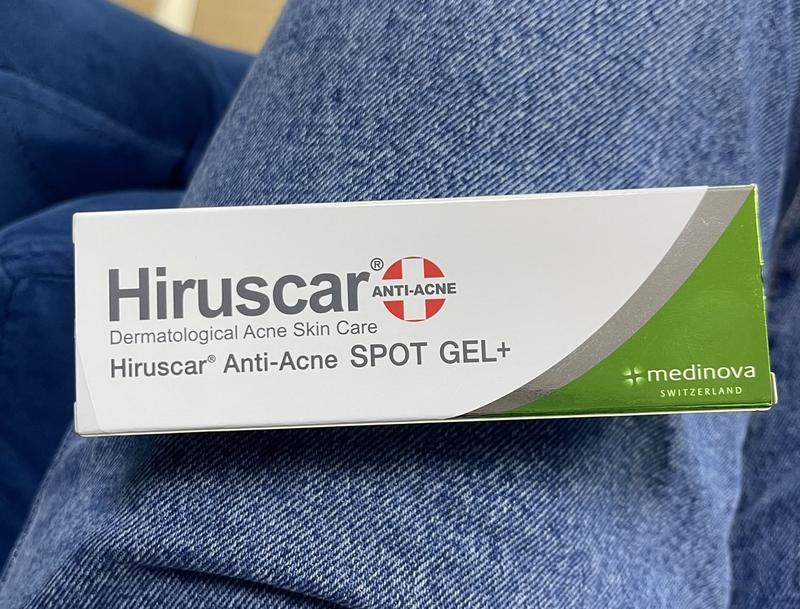 Hiruscar® ANTI-ACNE
Dermatological Acne Skin Care
Hiruscar® Anti-Acne SPOT GEL+
medinova
SWITZERLAND